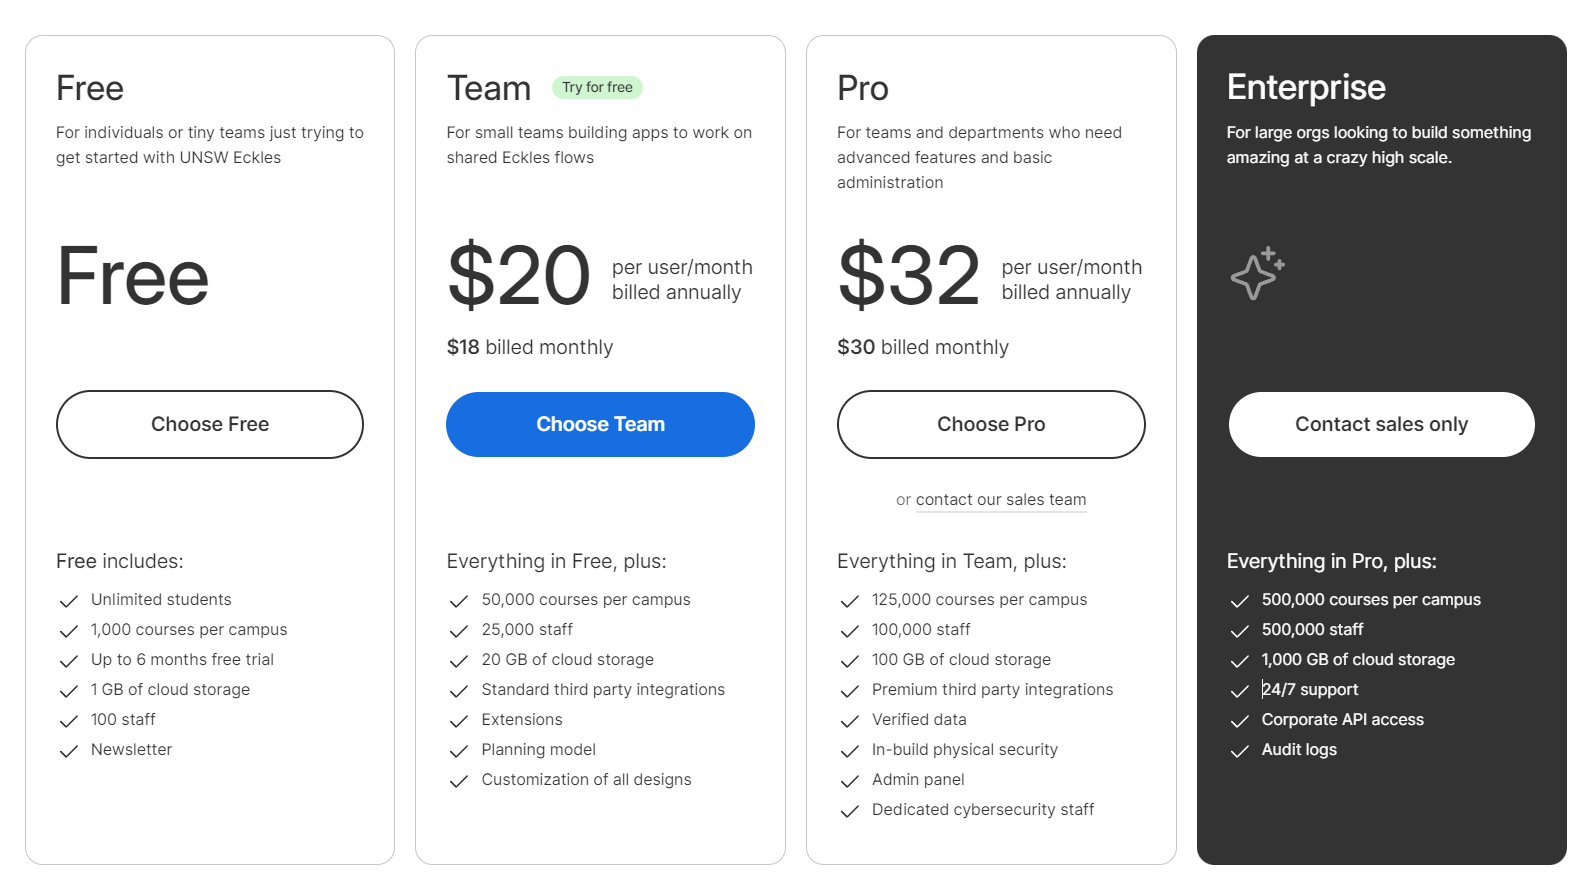 Free
For individuals or tiny teams just trying to
get started with UNSW Eckles
Free
Choose Free
Free includes:
Unlimited students
1,000 courses per campus
Up to 6 months free trial
1 GB of cloud storage
100 staff
Newsletter
Team
Try for free
For small teams building apps to work on
shared Eckles flows
$20
per user/month
billed annually
$18 billed monthly
Choose Team
Everything in Free, plus:
50,000 courses per campus
25,000 staff
20 GB of cloud storage
Standard third party integrations
Extensions
Planning model
Customization of all designs
Pro
For teams and departments who need
advanced features and basic
administration
$32
per user/month
billed annually
$30 billed monthly
Choose Pro
or contact our sales team
Everything in Team, plus:
125,000 courses per campus
100,000 staff
100 GB of cloud storage
Premium third party integrations
Verified data
In-build physical security
Admin panel
Dedicated cybersecurity staff
Enterprise
For large orgs looking to build something
amazing at a crazy high scale.
Contact sales only
Everything in Pro, plus:
500,000 courses per campus
500,000 staff
1,000 GB of cloud storage
24/7 support
Corporate API access
Audit logs